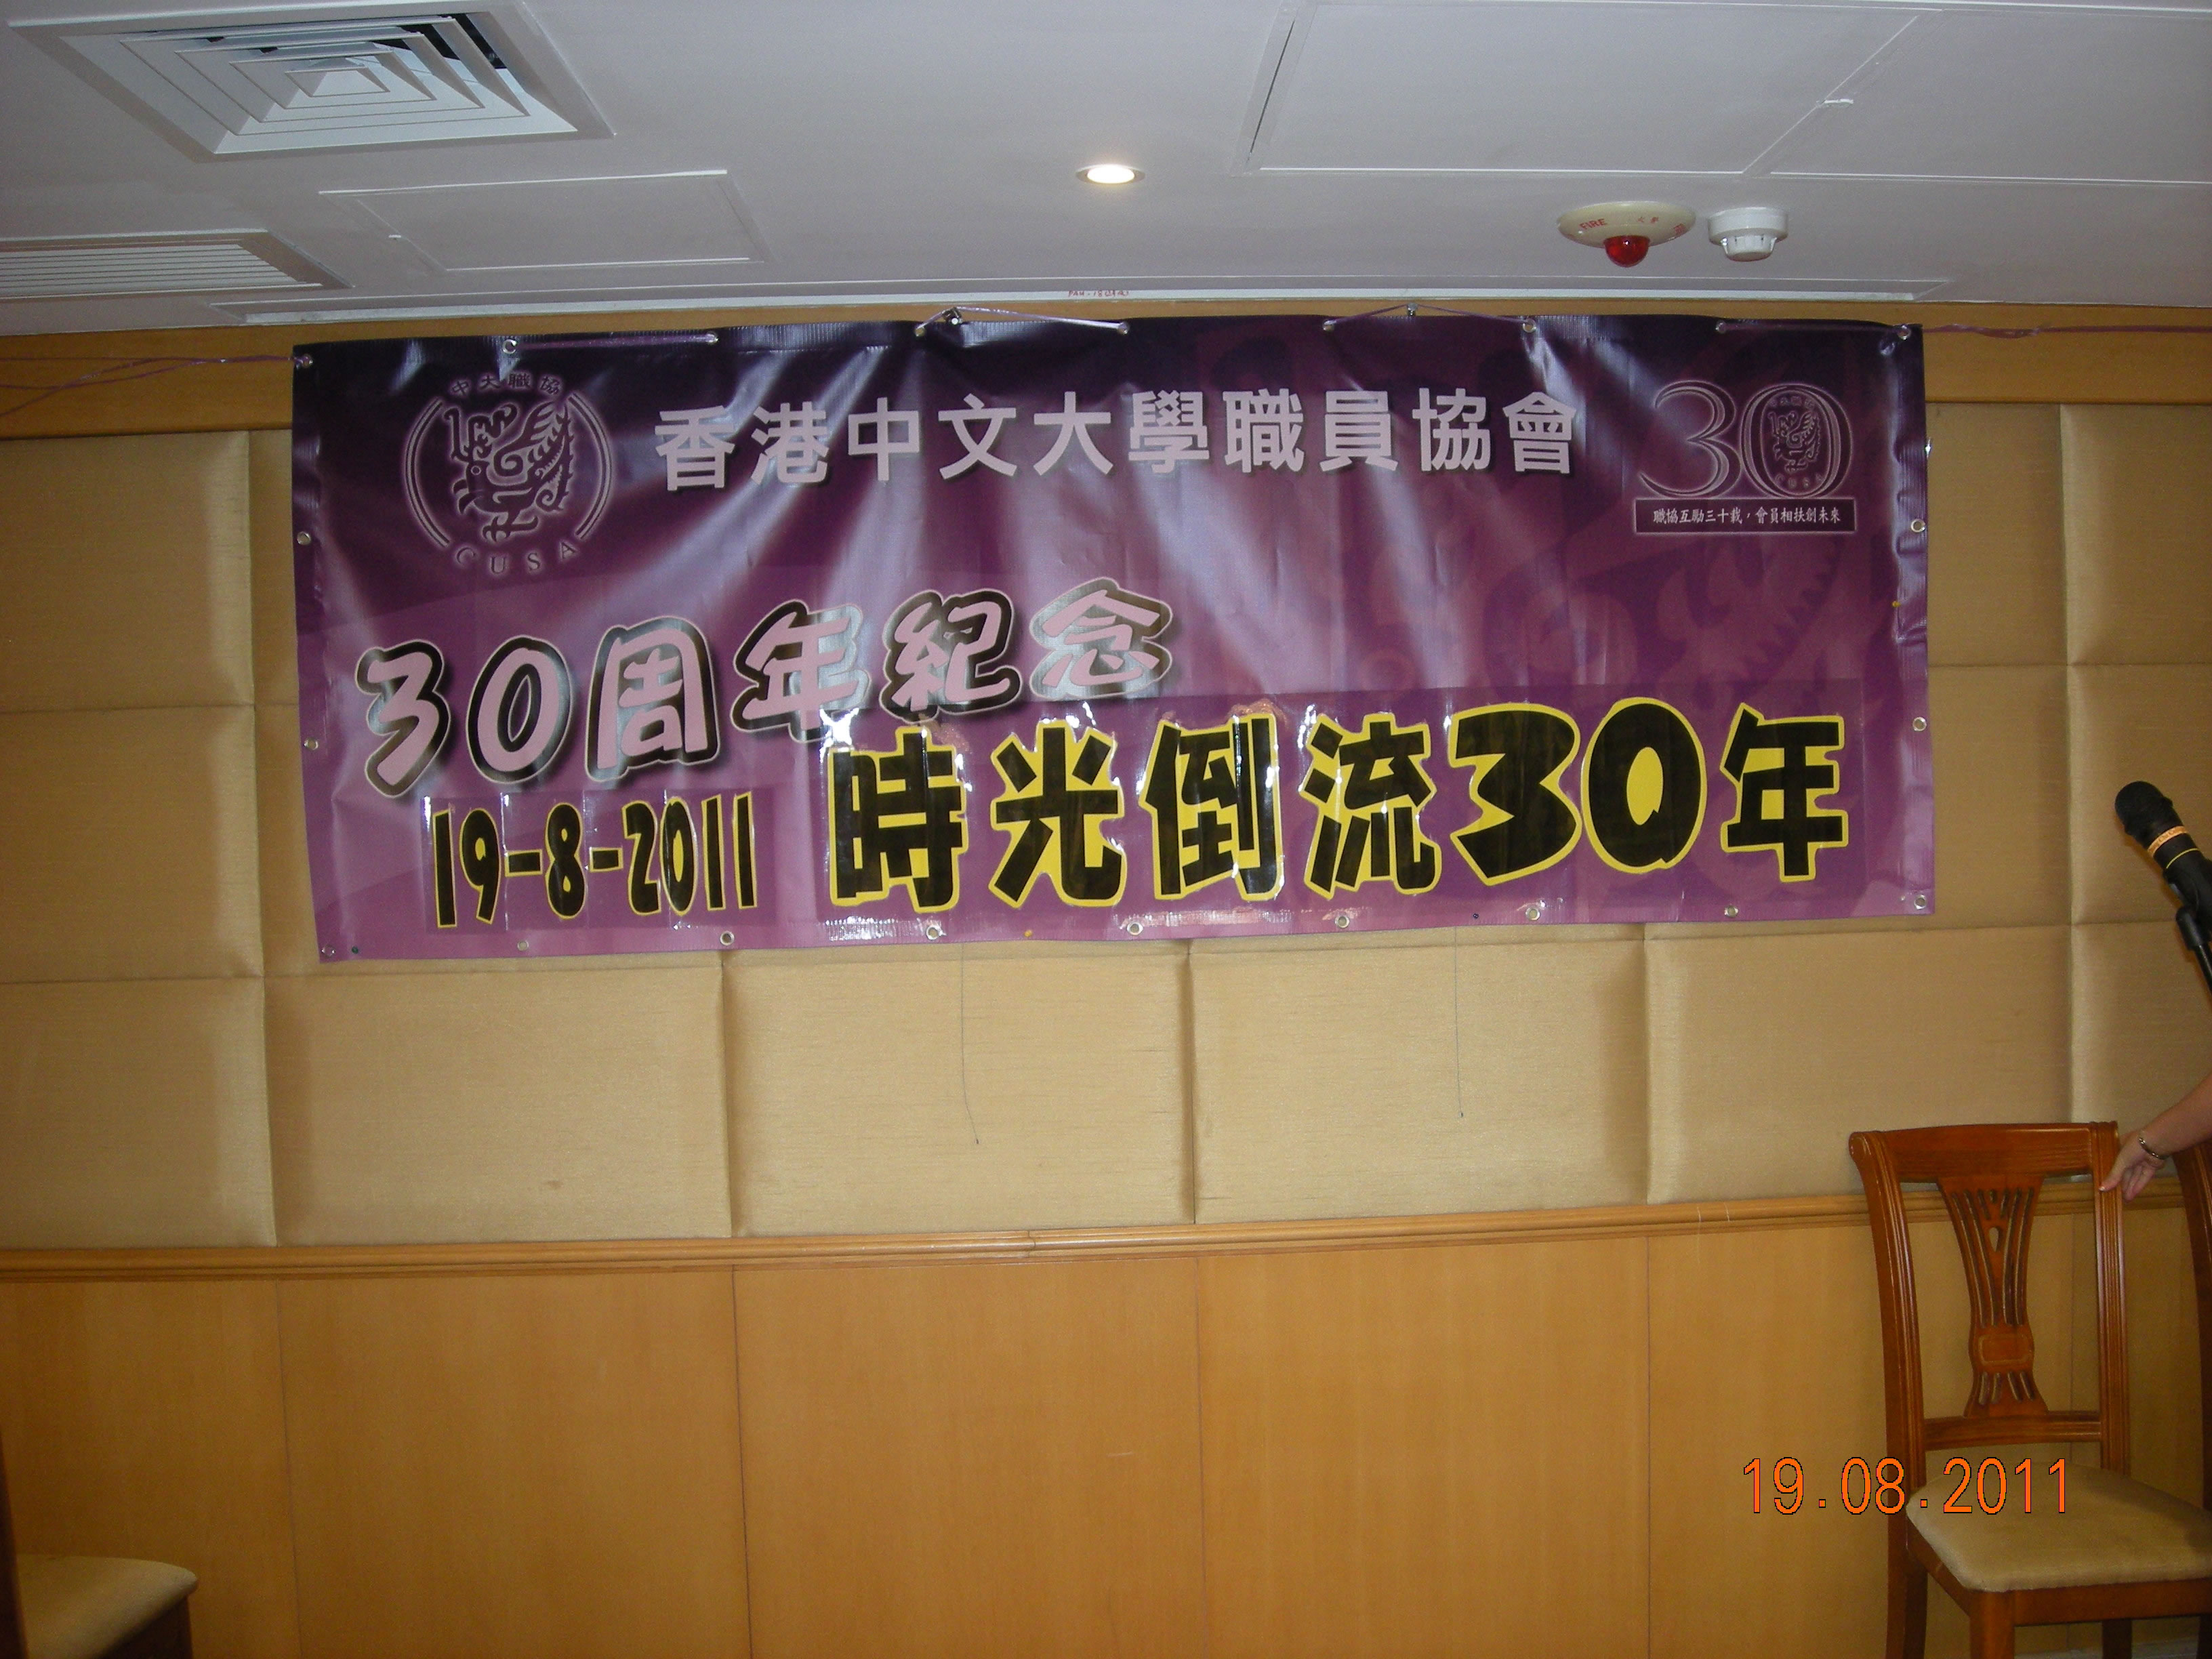 FIRE
中大職協
CUSA
香港中文大學職員協會
30
職協互勵三十載，會員相扶創未來
30周年紀念
19-8-2011
時光倒流30年
19.08.2011